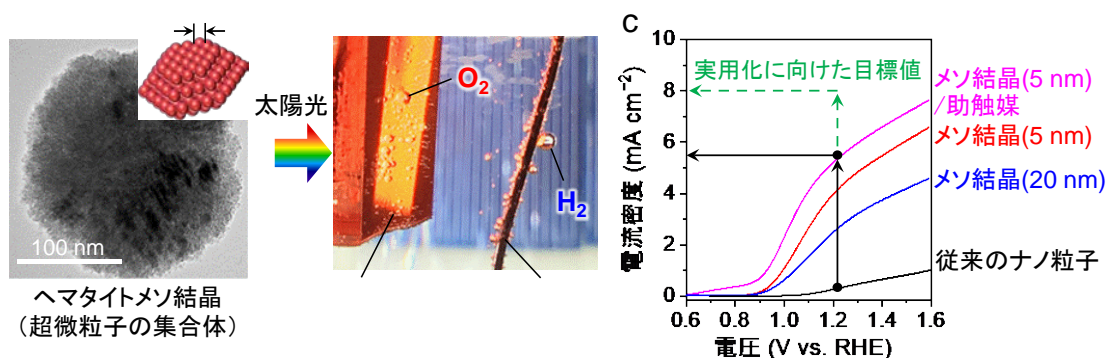 100 nm
ヘマタイトメソ結晶
（超微粒子の集合体）
太陽光
O2
H2
C
電流密度 (mA cm−2)
10
8
6
4
2
0
実用化に向けた目標値
メソ結晶(5 nm)
/助触媒
メソ結晶(5 nm)
メソ結晶(20 nm)
従来のナノ粒子
0.6 0.8 1.0 1.2 1.4 1.6
電圧 (V vs. RHE)